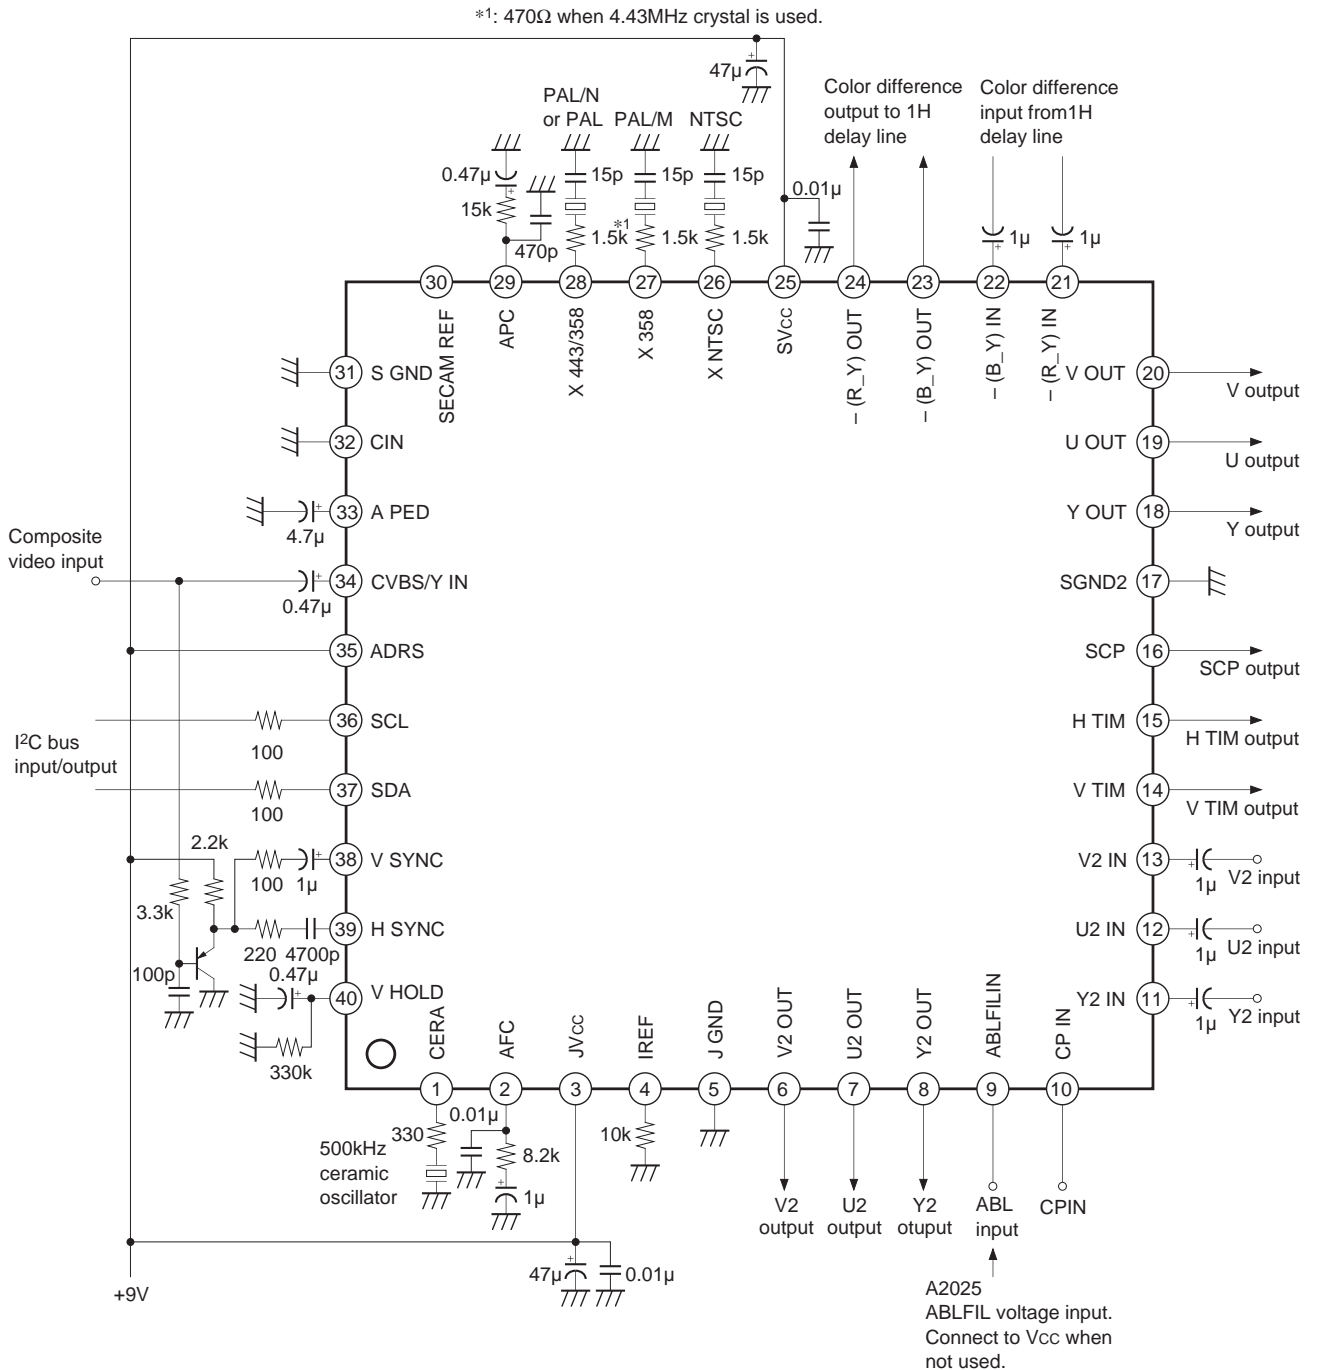 *1: 470Ω when 4.43MHz crystal is used.
47µ
PAL/N
or PAL
PAL/M
NTSC
Color difference
output to 1H
delay line
Color difference
input from1H
delay line
0.47µ
15k
470p
15p
15p
15p
1.5k
*1
1.5k
1.5k
0.01µ
1µ
1µ
30
29
28
27
26
25
24
23
22
21
SECAM REF
APC
X 443/358
X 358
X NTSC
SVCC
– (R_Y) OUT
– (B_Y) OUT
– (B_Y) IN
– (R_Y) IN
31
S GND
V OUT
20
V output
32
CIN
U OUT
19
U output
33
A PED
4.7µ
Y OUT
18
Y output
Composite
video input
34
CVBS/Y IN
0.47µ
SGND2
17
35
ADRS
SCP
16
SCP output
36
SCL
100
H TIM
15
H TIM output
I2C bus
input/output
37
SDA
100
V TIM
14
V TIM output
2.2k
38
V SYNC
100
1µ
V2 IN
13
1µ
V2 input
3.3k
39
H SYNC
220
4700p
U2 IN
12
1µ
U2 input
100p
0.47µ
40
V HOLD
330k
Y2 IN
11
1µ
Y2 input
CERA
AFC
JVCC
IREF
J GND
V2 OUT
U2 OUT
Y2 OUT
ABLFILIN
CP IN
1
2
3
4
5
6
7
8
9
10
330
500kHz
ceramic
oscillator
0.01µ
8.2k
1µ
10k
V2
output
U2
output
Y2
otuput
ABL
input
CPIN
47µ
0.01µ
+9V
A2025
ABLFIL voltage input.
Connect to VCC when
not used.